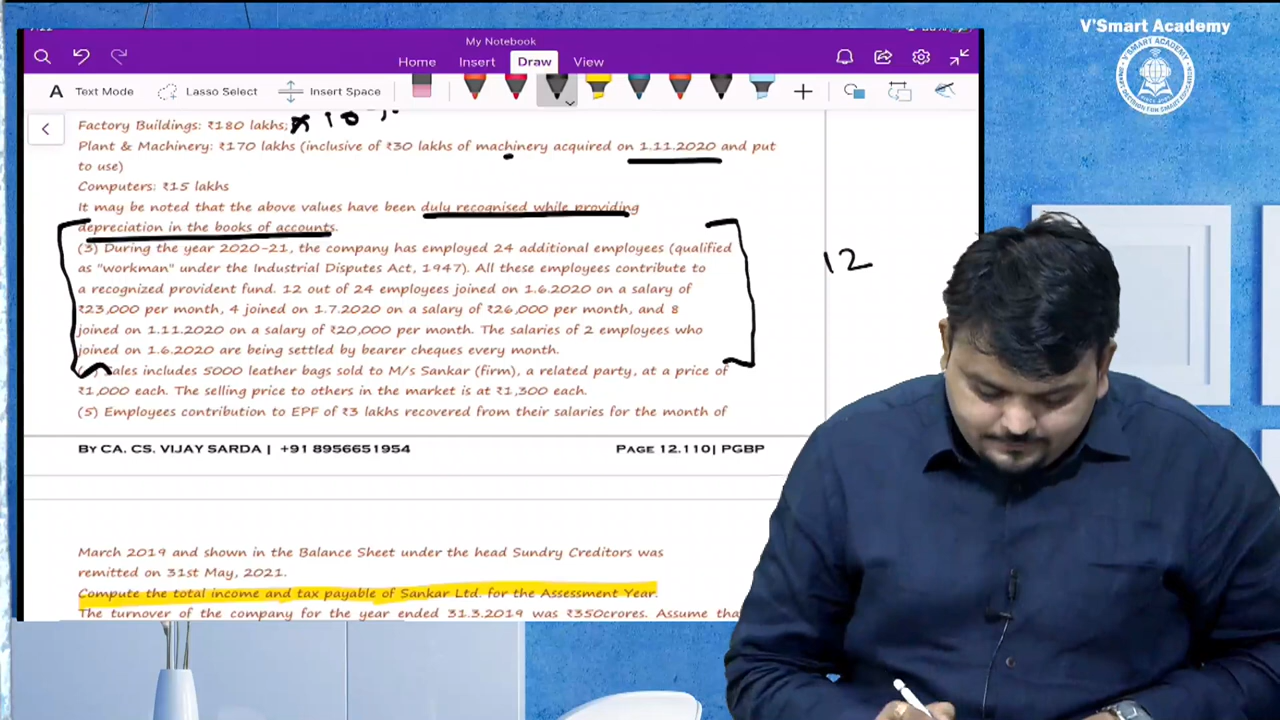 V'Smart Academy
My Notebook
Home Insert Draw View
A Text Mode Lasso Select Insert Space
Factory Buildings: ₹180 lakhs;
Plant & Machinery: ₹170 lakhs (inclusive of ₹30 lakhs of machinery acquired on 1.11.2020 and put
to use)
Computers: ₹15 lakhs
It may be noted that the above values have been duly recognised while providing
depreciation in the books of accounts.
(3) During the year 2020-21, the company has employed 24 additional employees (qualified
as "workman" under the Industrial Disputes Act, 1947). All these employees contribute to
a recognized provident fund. 12 out of 24 employees joined on 1.6.2020 on a salary of
₹23,000 per month, 4 joined on 1.7.2020 on a salary of ₹26,000 per month, and 8
joined on 1.11.2020 on a salary of ₹20,000 per month. The salaries of 2 employees who
joined on 1.6.2020 are being settled by bearer cheques every month.
12
sales includes 5000 leather bags sold to M/s Sankar (firm), a related party, at a price of
₹1,000 each. The selling price to others in the market is at ₹1,300 each.
(5) Employees contribution to EPF of ₹3 lakhs recovered from their salaries for the month of
BY CA. CS. VIJAY SARDA | +91 8956651954 PAGE 12.110| PGBP
March 2019 and shown in the Balance Sheet under the head Sundry Creditors was
remitted on 31st May, 2021.
Compute the total income and tax payable of Sankar Ltd. for the Assessment Year.
The turnover of the company for the year ended 31.3.2019 was ₹350crores. Assume